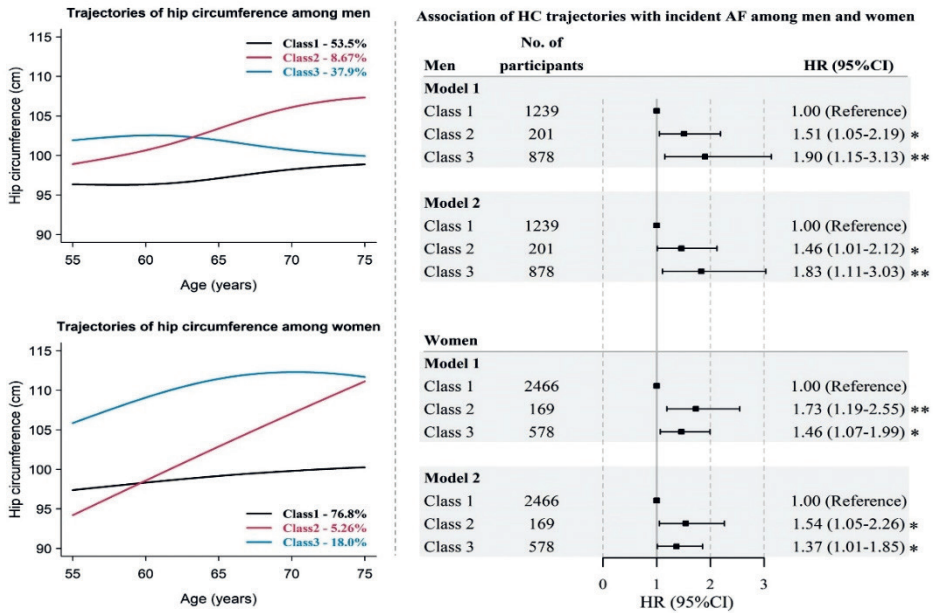 Trajectories of hip circumference among men
Hip circumference (cm)
115
110
105
100
95
90
Class1 - 53.5%
Class2 - 8.67%
Class3 - 37.9%
55 60 65 70 75
Age (years)
Trajectories of hip circumference among women
Hip circumference (cm)
115
110
105
100
95
90
Class1 - 76.8%
Class2 - 5.26%
Class3 - 18.0%
55 60 65 70 75
Age (years)
Association of HC trajectories with incident AF among men and women
No. of
Men participants HR (95%CI)
Model 1
Class 1 1239 1.00 (Reference)
Class 2 201 1.51 (1.05-2.19) *
Class 3 878 1.90 (1.15-3.13) **
Model 2
Class 1 1239 1.00 (Reference)
Class 2 201 1.46 (1.01-2.12) *
Class 3 878 1.83 (1.11-3.03) **
Women
Model 1
Class 1 2466 1.00 (Reference)
Class 2 169 1.73 (1.19-2.55) **
Class 3 578 1.46 (1.07-1.99) *
Model 2
Class 1 2466 1.00 (Reference)
Class 2 169 1.54 (1.05-2.26) *
Class 3 578 1.37 (1.01-1.85) *
0 1 2 3
HR (95%CI)